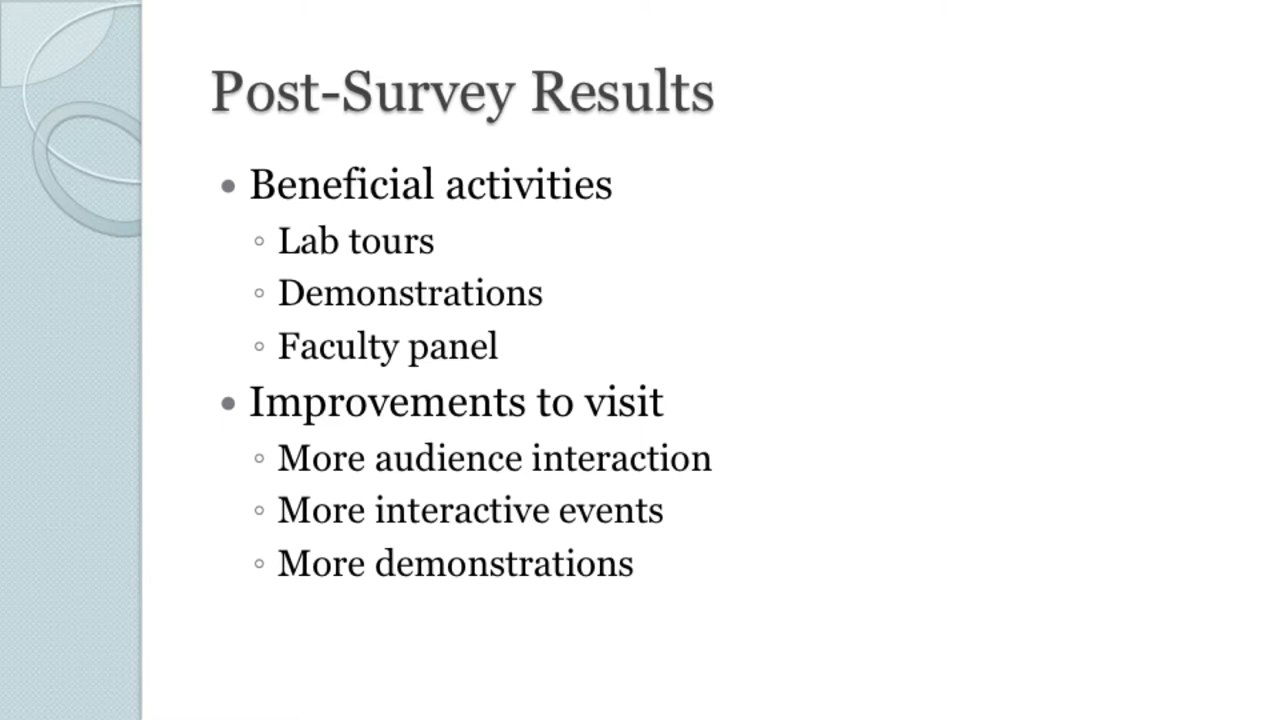 Post-Survey Results
• Beneficial activities
◦ Lab tours
◦ Demonstrations
◦ Faculty panel
• Improvements to visit
◦ More audience interaction
◦ More interactive events
◦ More demonstrations